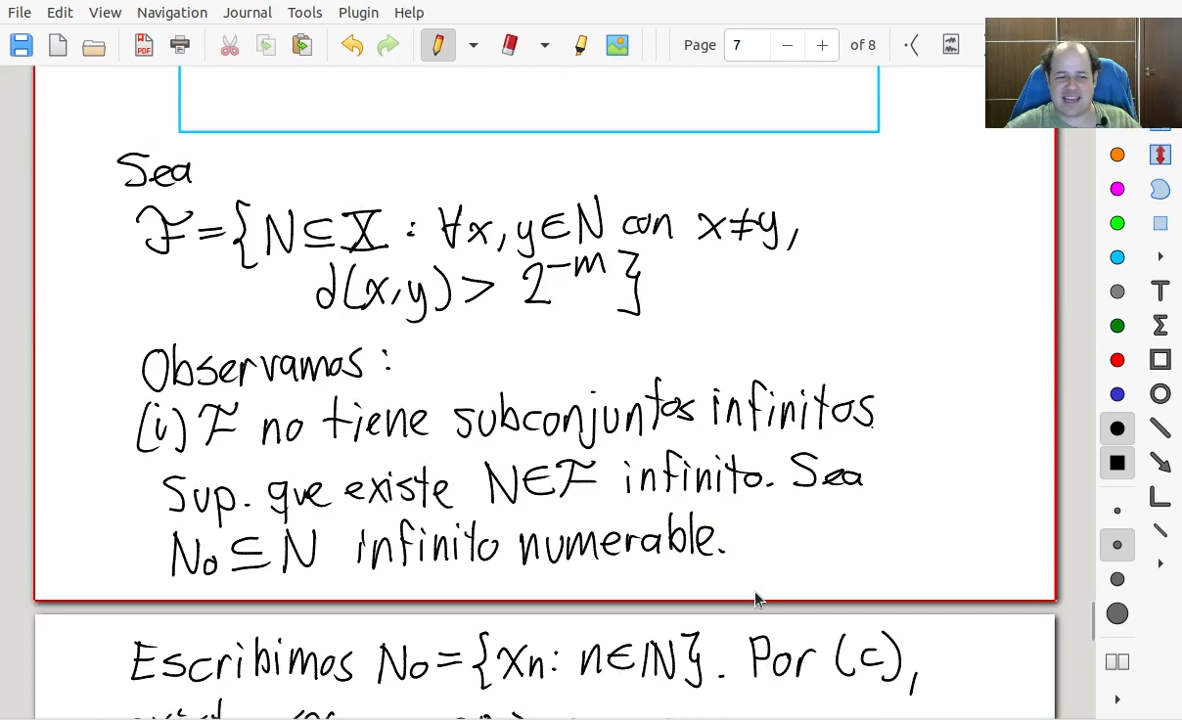 File Edit View Navigation Journal Tools Plugin Help
Page 7 of 8
Sea
ℱ={N⊆X : ∀x,y∈N con x≠y,
d(x,y)> 2^{-m}}
Observamos:
(i) ℱ no tiene subconjuntos infinitos.
Sup. que existe N∈ℱ infinito. Sea
N₀⊆N infinito numerable.
Escribimos N₀={xn: n∈ℕ}. Por (c),